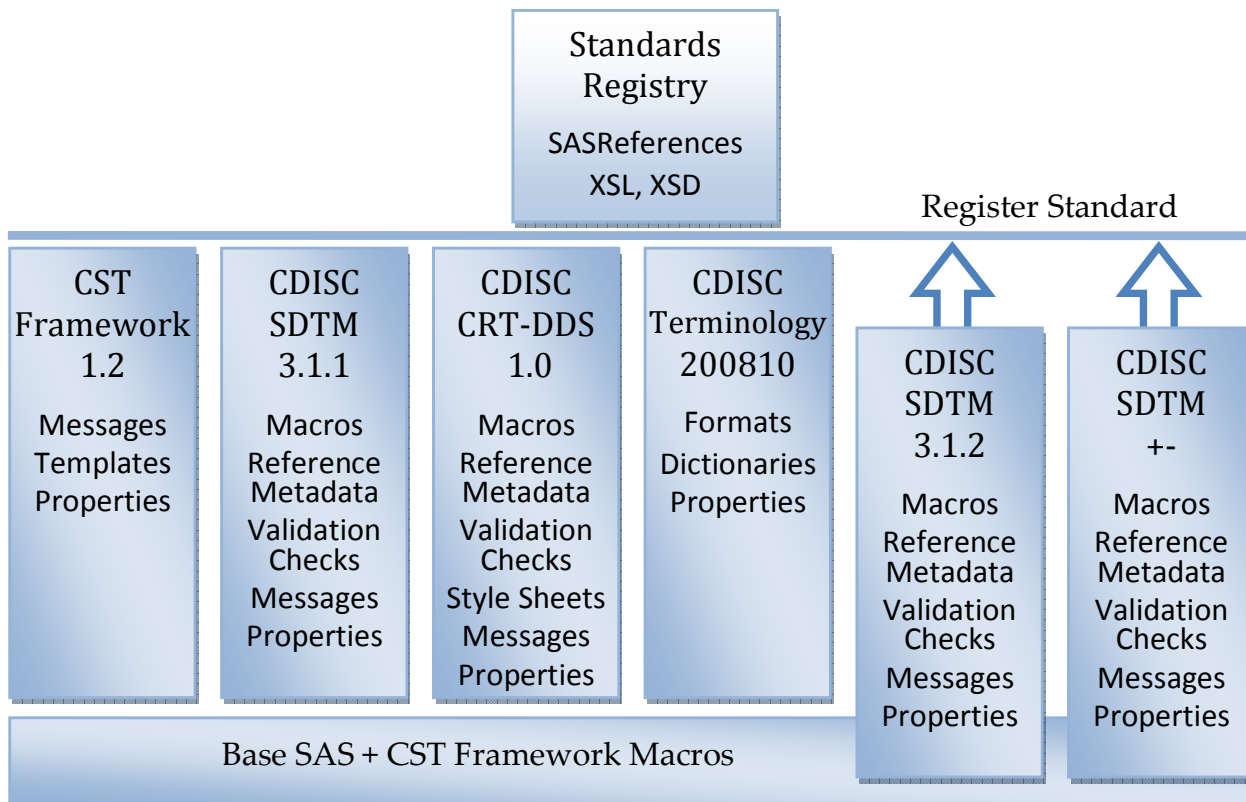 Standards
Registry
SASReferences
XSL, XSD
Register Standard
CST
Framework
1.2
Messages
Templates
Properties
CDISC
SDTM
3.1.1
Macros
Reference
Metadata
Validation
Checks
Messages
Properties
CDISC
CRT-DDS
1.0
Macros
Reference
Metadata
Validation
Checks
Style Sheets
Messages
Properties
CDISC
Terminology
200810
Formats
Dictionaries
Properties
CDISC
SDTM
3.1.2
Macros
Reference
Metadata
Validation
Checks
Messages
Properties
CDISC
SDTM
+-
Macros
Reference
Metadata
Validation
Checks
Messages
Properties
Base SAS + CST Framework Macros